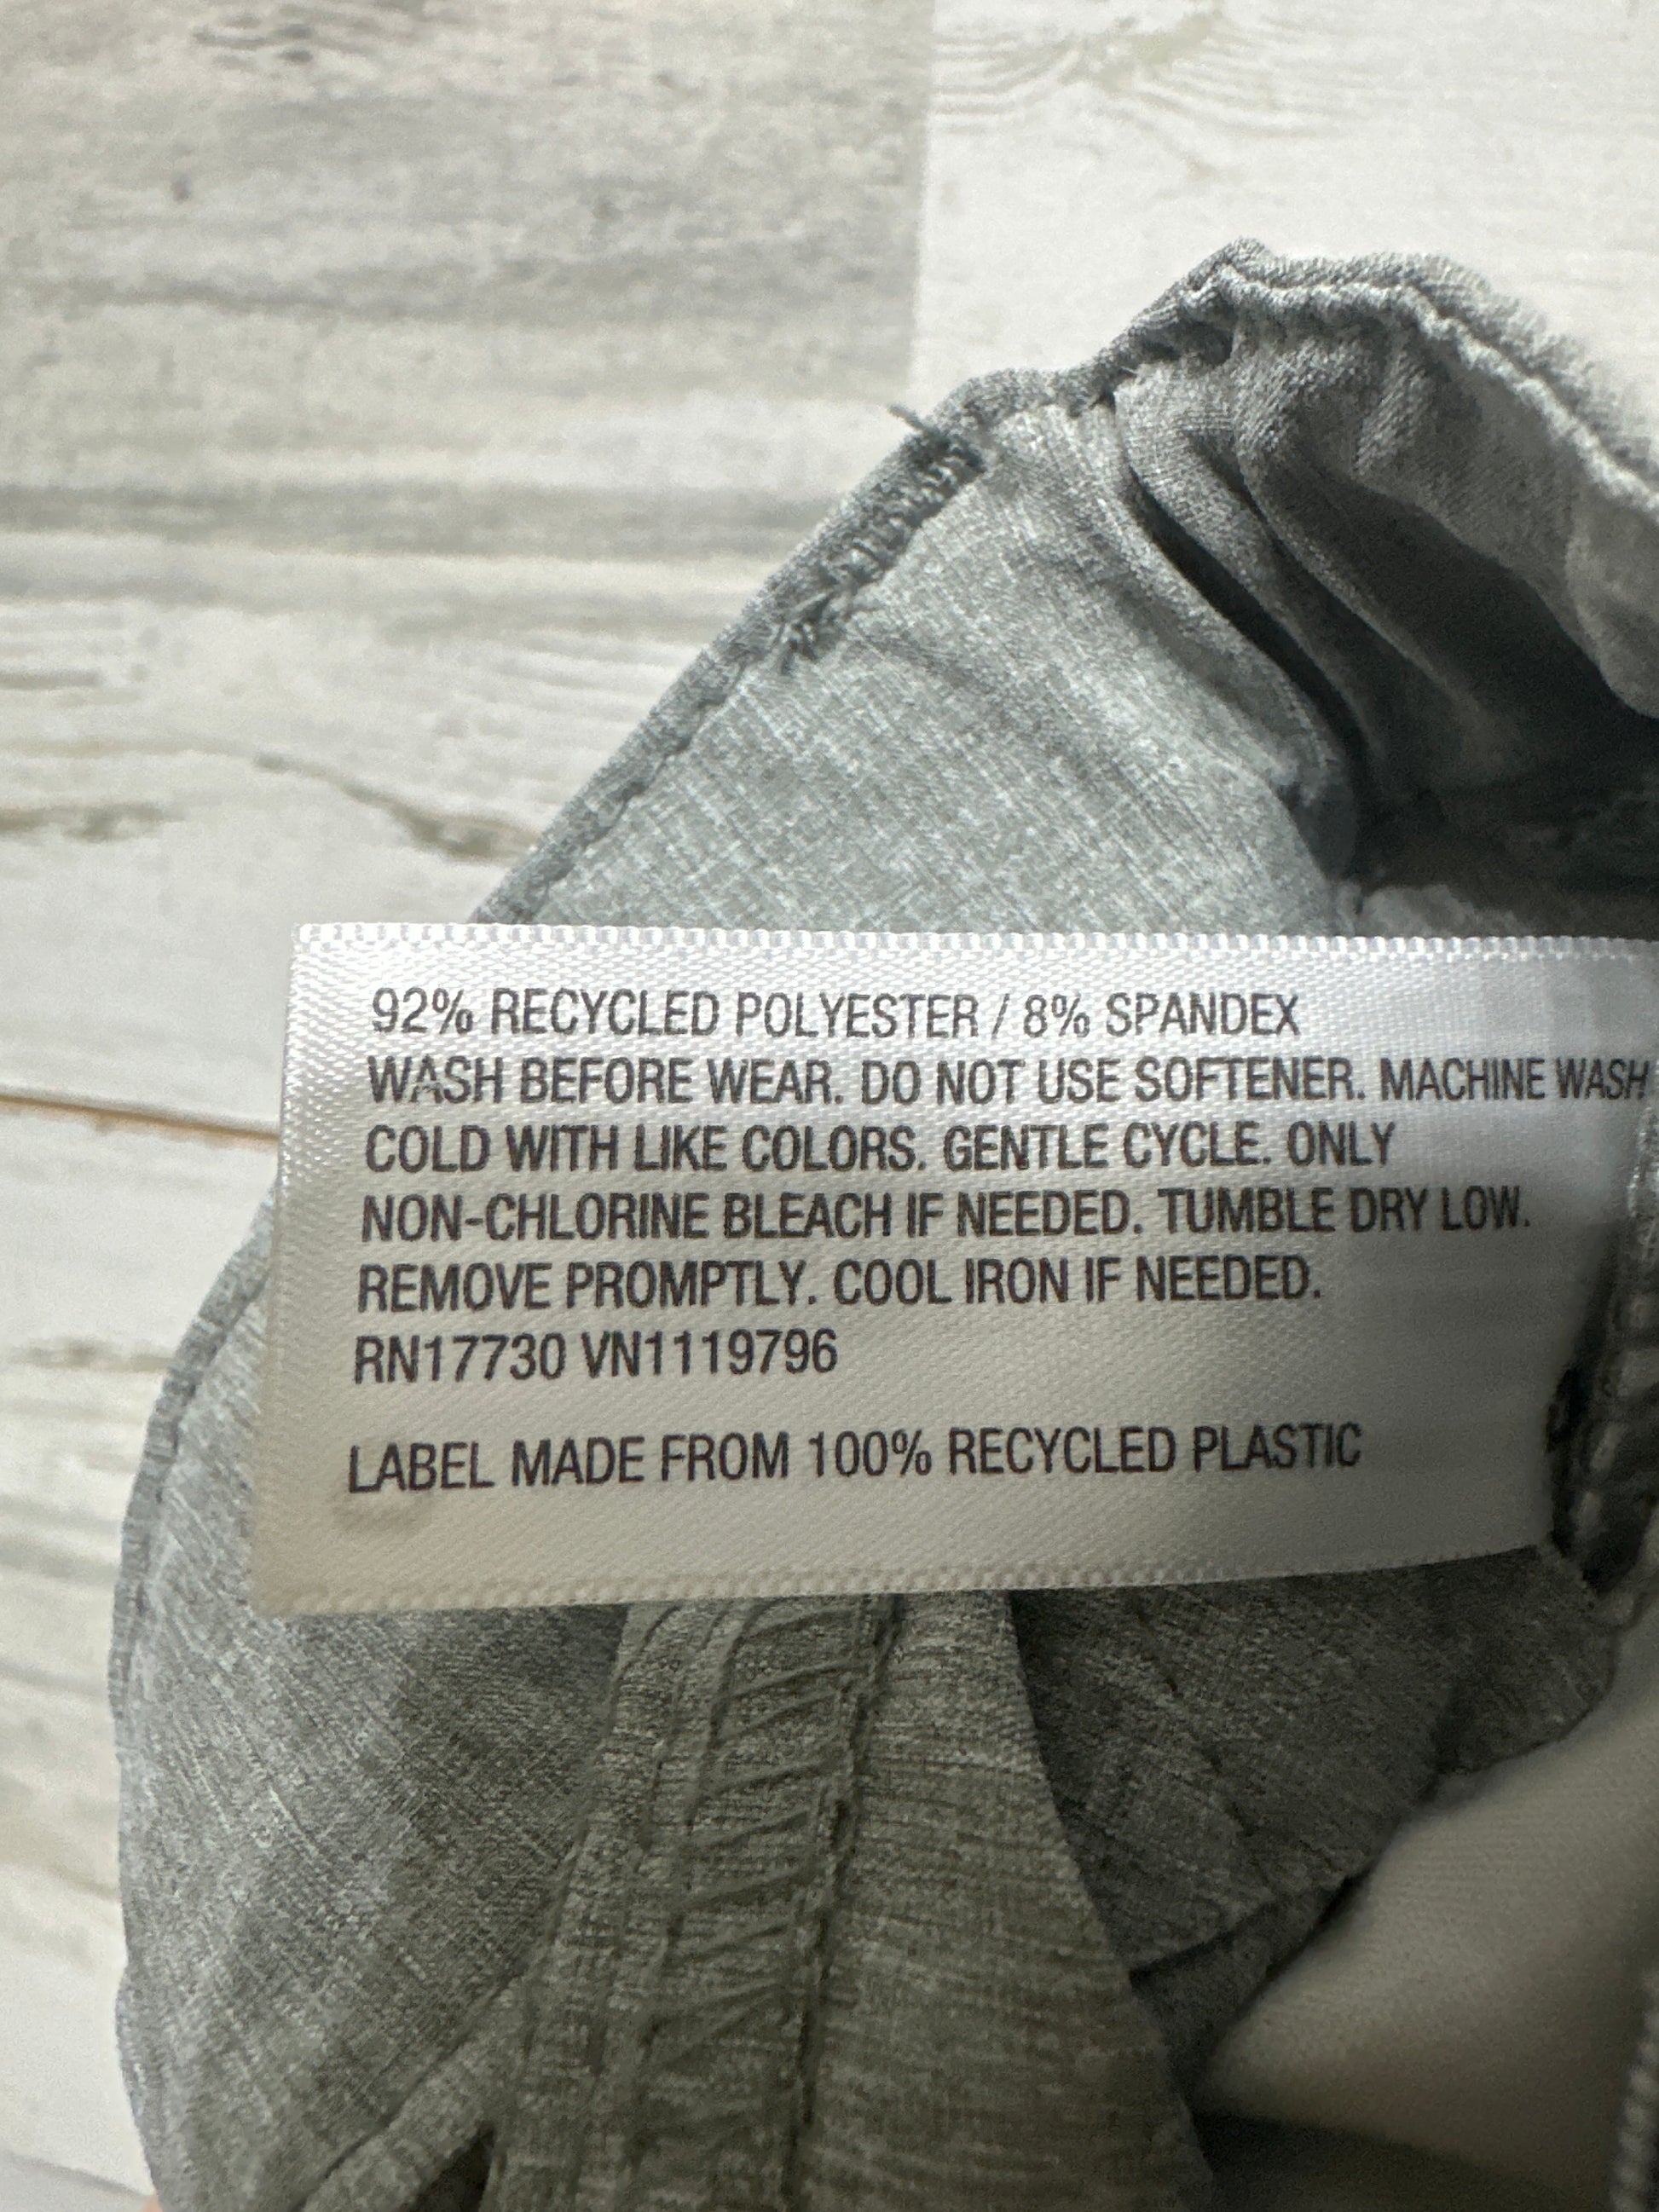 92% RECYCLED POLYESTER / 8% SPANDEX
WASH BEFORE WEAR. DO NOT USE SOFTENER. MACHINE WASH
COLD WITH LIKE COLORS. GENTLE CYCLE. ONLY
NON-CHLORINE BLEACH IF NEEDED. TUMBLE DRY LOW.
REMOVE PROMPTLY. COOL IRON IF NEEDED.
RN17730 VN1119796
LABEL MADE FROM 100% RECYCLED PLASTIC